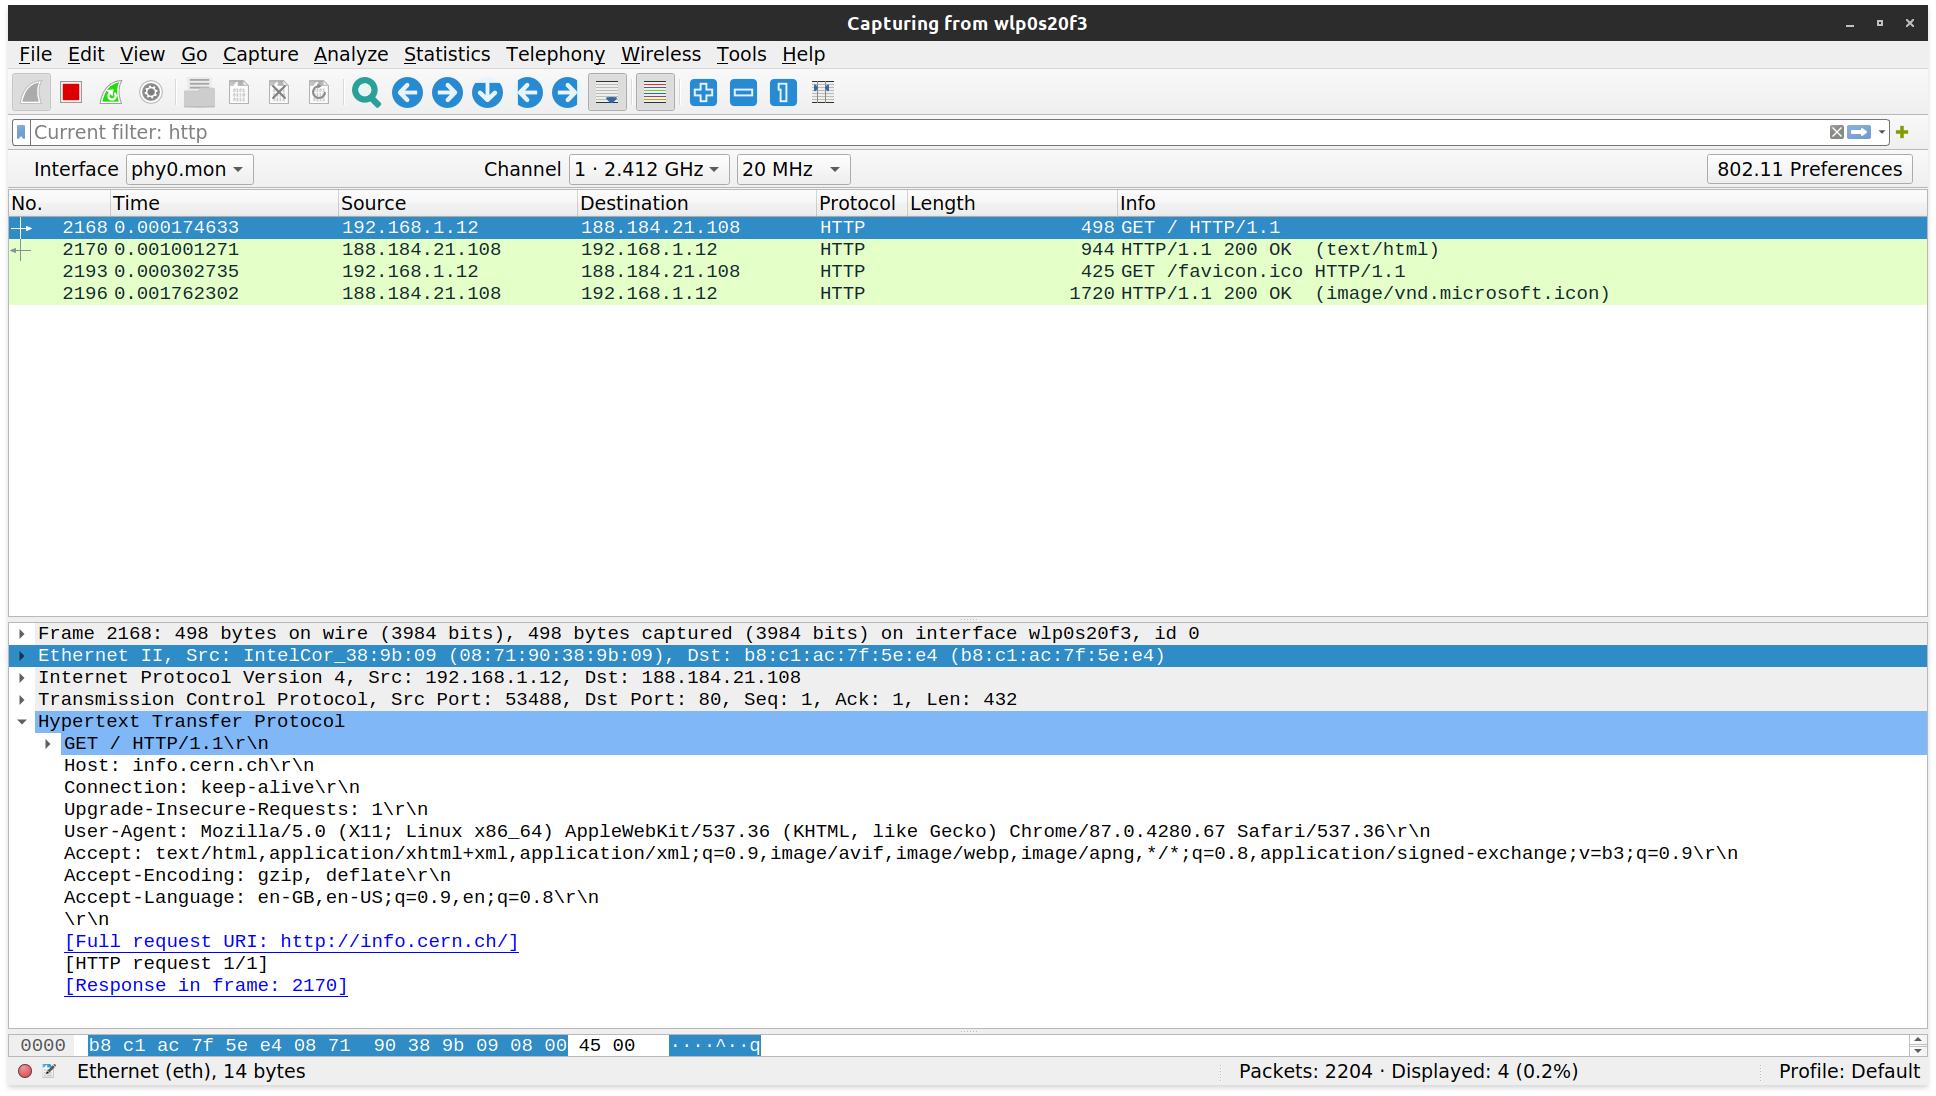 Capturing from wlp0s20f3
File Edit View Go Capture Analyze Statistics Telephony Wireless Tools Help
Current filter: http
Interface phy0.mon Channel 1 · 2.412 GHz 20 MHz 802.11 Preferences
No. Time Source Destination Protocol Length Info
2168 0.000174633 192.168.1.12 188.184.21.108 HTTP 498 GET / HTTP/1.1
2170 0.001001271 188.184.21.108 192.168.1.12 HTTP 944 HTTP/1.1 200 OK (text/html)
2193 0.000302735 192.168.1.12 188.184.21.108 HTTP 425 GET /favicon.ico HTTP/1.1
2196 0.001762302 188.184.21.108 192.168.1.12 HTTP 1720 HTTP/1.1 200 OK (image/vnd.microsoft.icon)
Frame 2168: 498 bytes on wire (3984 bits), 498 bytes captured (3984 bits) on interface wlp0s20f3, id 0
Ethernet II, Src: IntelCor_38:9b:09 (08:71:90:38:9b:09), Dst: b8:c1:ac:7f:5e:e4 (b8:c1:ac:7f:5e:e4)
Internet Protocol Version 4, Src: 192.168.1.12, Dst: 188.184.21.108
Transmission Control Protocol, Src Port: 53488, Dst Port: 80, Seq: 1, Ack: 1, Len: 432
Hypertext Transfer Protocol
GET / HTTP/1.1\r\n
Host: info.cern.ch\r\n
Connection: keep-alive\r\n
Upgrade-Insecure-Requests: 1\r\n
User-Agent: Mozilla/5.0 (X11; Linux x86_64) AppleWebKit/537.36 (KHTML, like Gecko) Chrome/87.0.4280.67 Safari/537.36\r\n
Accept: text/html,application/xhtml+xml,application/xml;q=0.9,image/avif,image/webp,image/apng,*/*;q=0.8,application/signed-exchange;v=b3;q=0.9\r\n
Accept-Encoding: gzip, deflate\r\n
Accept-Language: en-GB,en-US;q=0.9,en;q=0.8\r\n
\r\n
[Full request URI: http://info.cern.ch/]
[HTTP request 1/1]
[Response in frame: 2170]
0000 b8 c1 ac 7f 5e e4 08 71 90 38 9b 09 08 00 45 00 ····^··q
Ethernet (eth), 14 bytes Packets: 2204 · Displayed: 4 (0.2%) Profile: Default